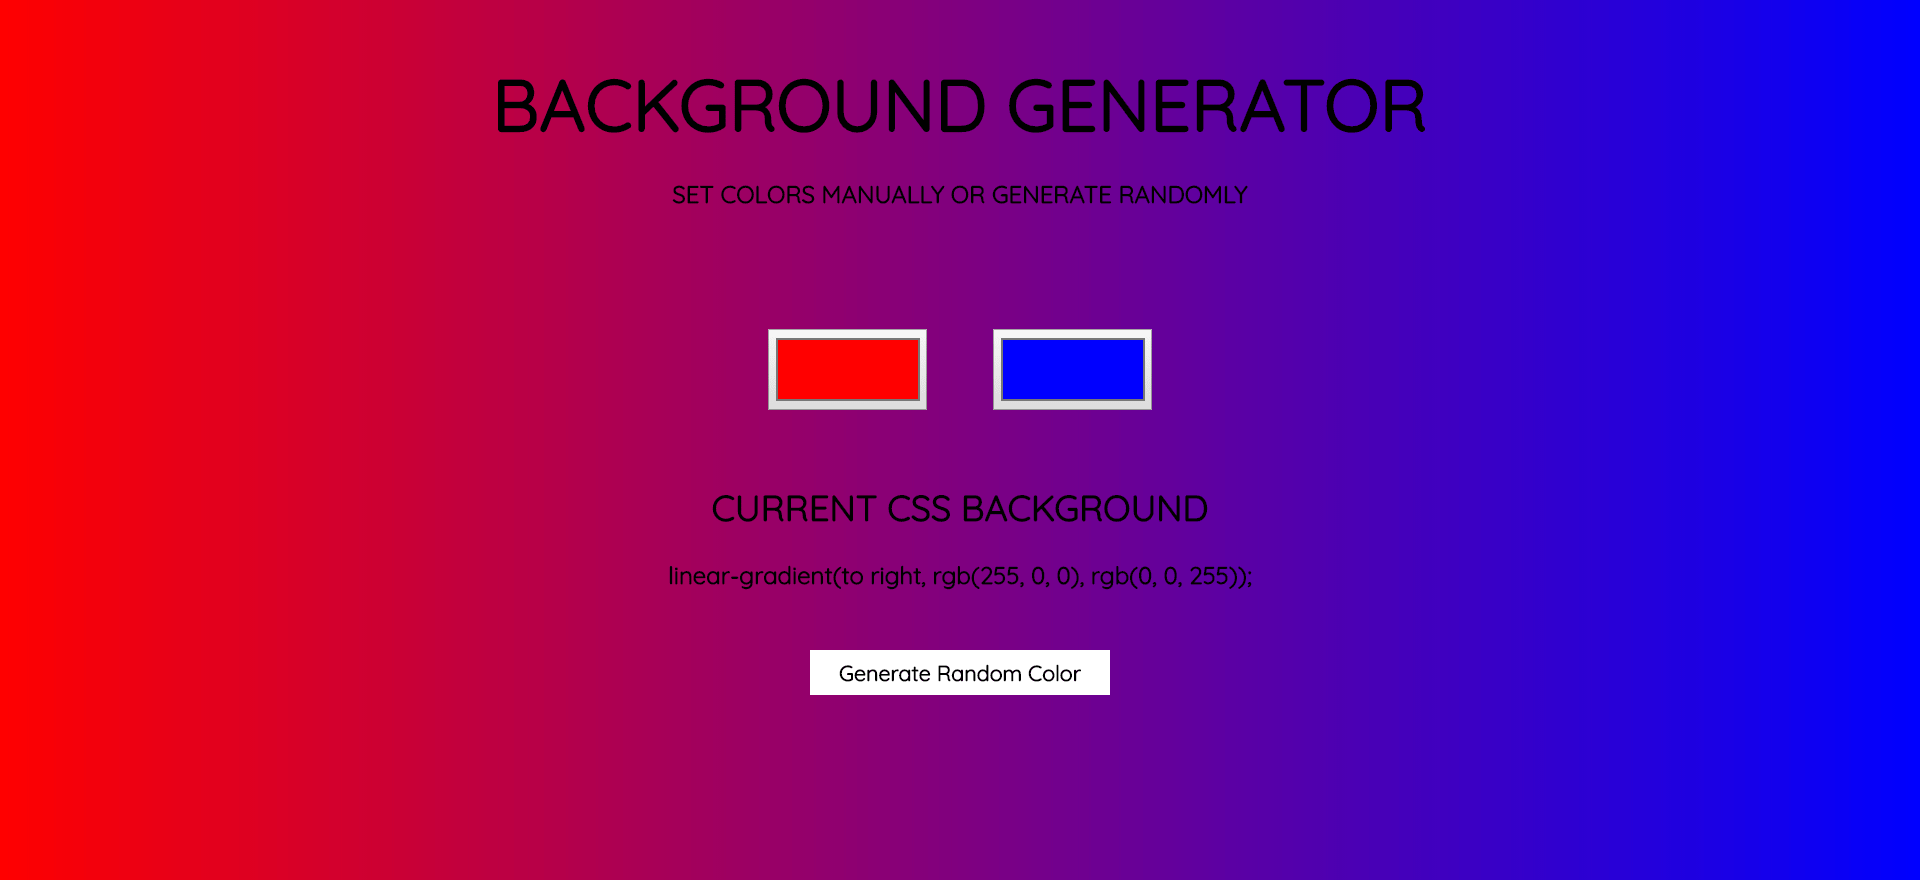 BACKGROUND GENERATOR
SET COLORS MANUALLY OR GENERATE RANDOMLY
CURRENT CSS BACKGROUND
linear-gradient(to right, rgb(255, 0, 0), rgb(0, 0, 255));
Generate Random Color